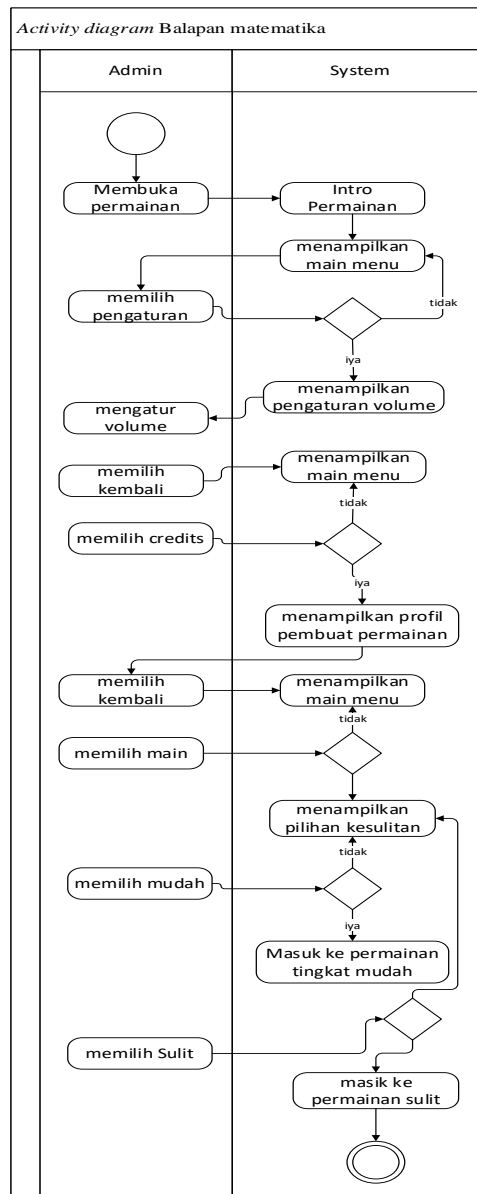 Activity diagram Balapan matematika
Admin
System
Membuka
permainan
Intro
Permainan
menampilkan
main menu
memilih
pengaturan
tidak
iya
menampilkan
pengaturan volume
mengatur
volume
memilih
kembali
menampilkan
main menu
tidak
memilih credits
iya
menampilkan profil
pembuat permainan
memilih
kembali
menampilkan
main menu
tidak
memilih main
menampilkan
pilihan kesulitan
tidak
memilih mudah
iya
Masuk ke permainan
tingkat mudah
memilih Sulit
masik ke
permainan sulit